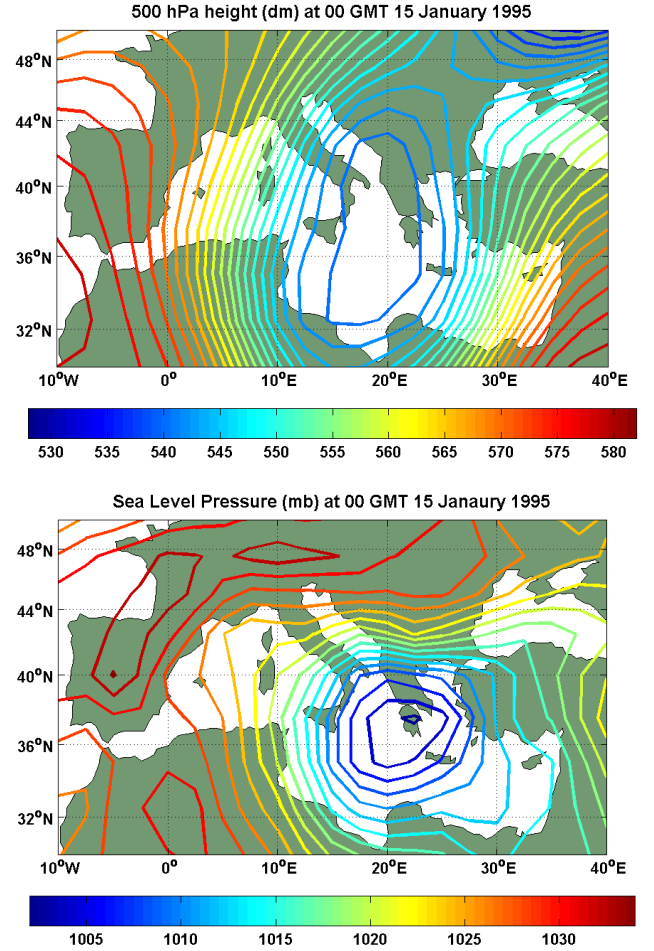 500 hPa height (dm) at 00 GMT 15 January 1995
48°N
44°N
40°N
36°N
32°N
10°W 0° 10°E 20°E 30°E 40°E
530 535 540 545 550 555 560 565 570 575 580
Sea Level Pressure (mb) at 00 GMT 15 Janaury 1995
48°N
44°N
40°N
36°N
32°N
10°W 0° 10°E 20°E 30°E 40°E
1005 1010 1015 1020 1025 1030